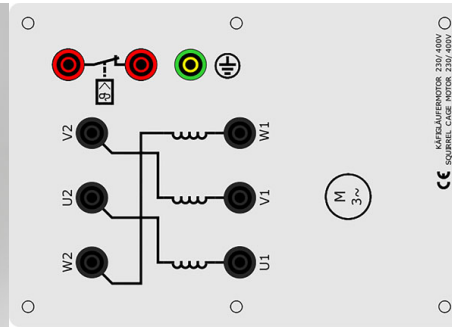 KÄFIGLÄUFERMOTOR 230/ 400V
SQUIRREL CAGE MOTOR 230/ 400V
CE
ϑ>
V2
W1
U2
V1
W2
U1
M
3~